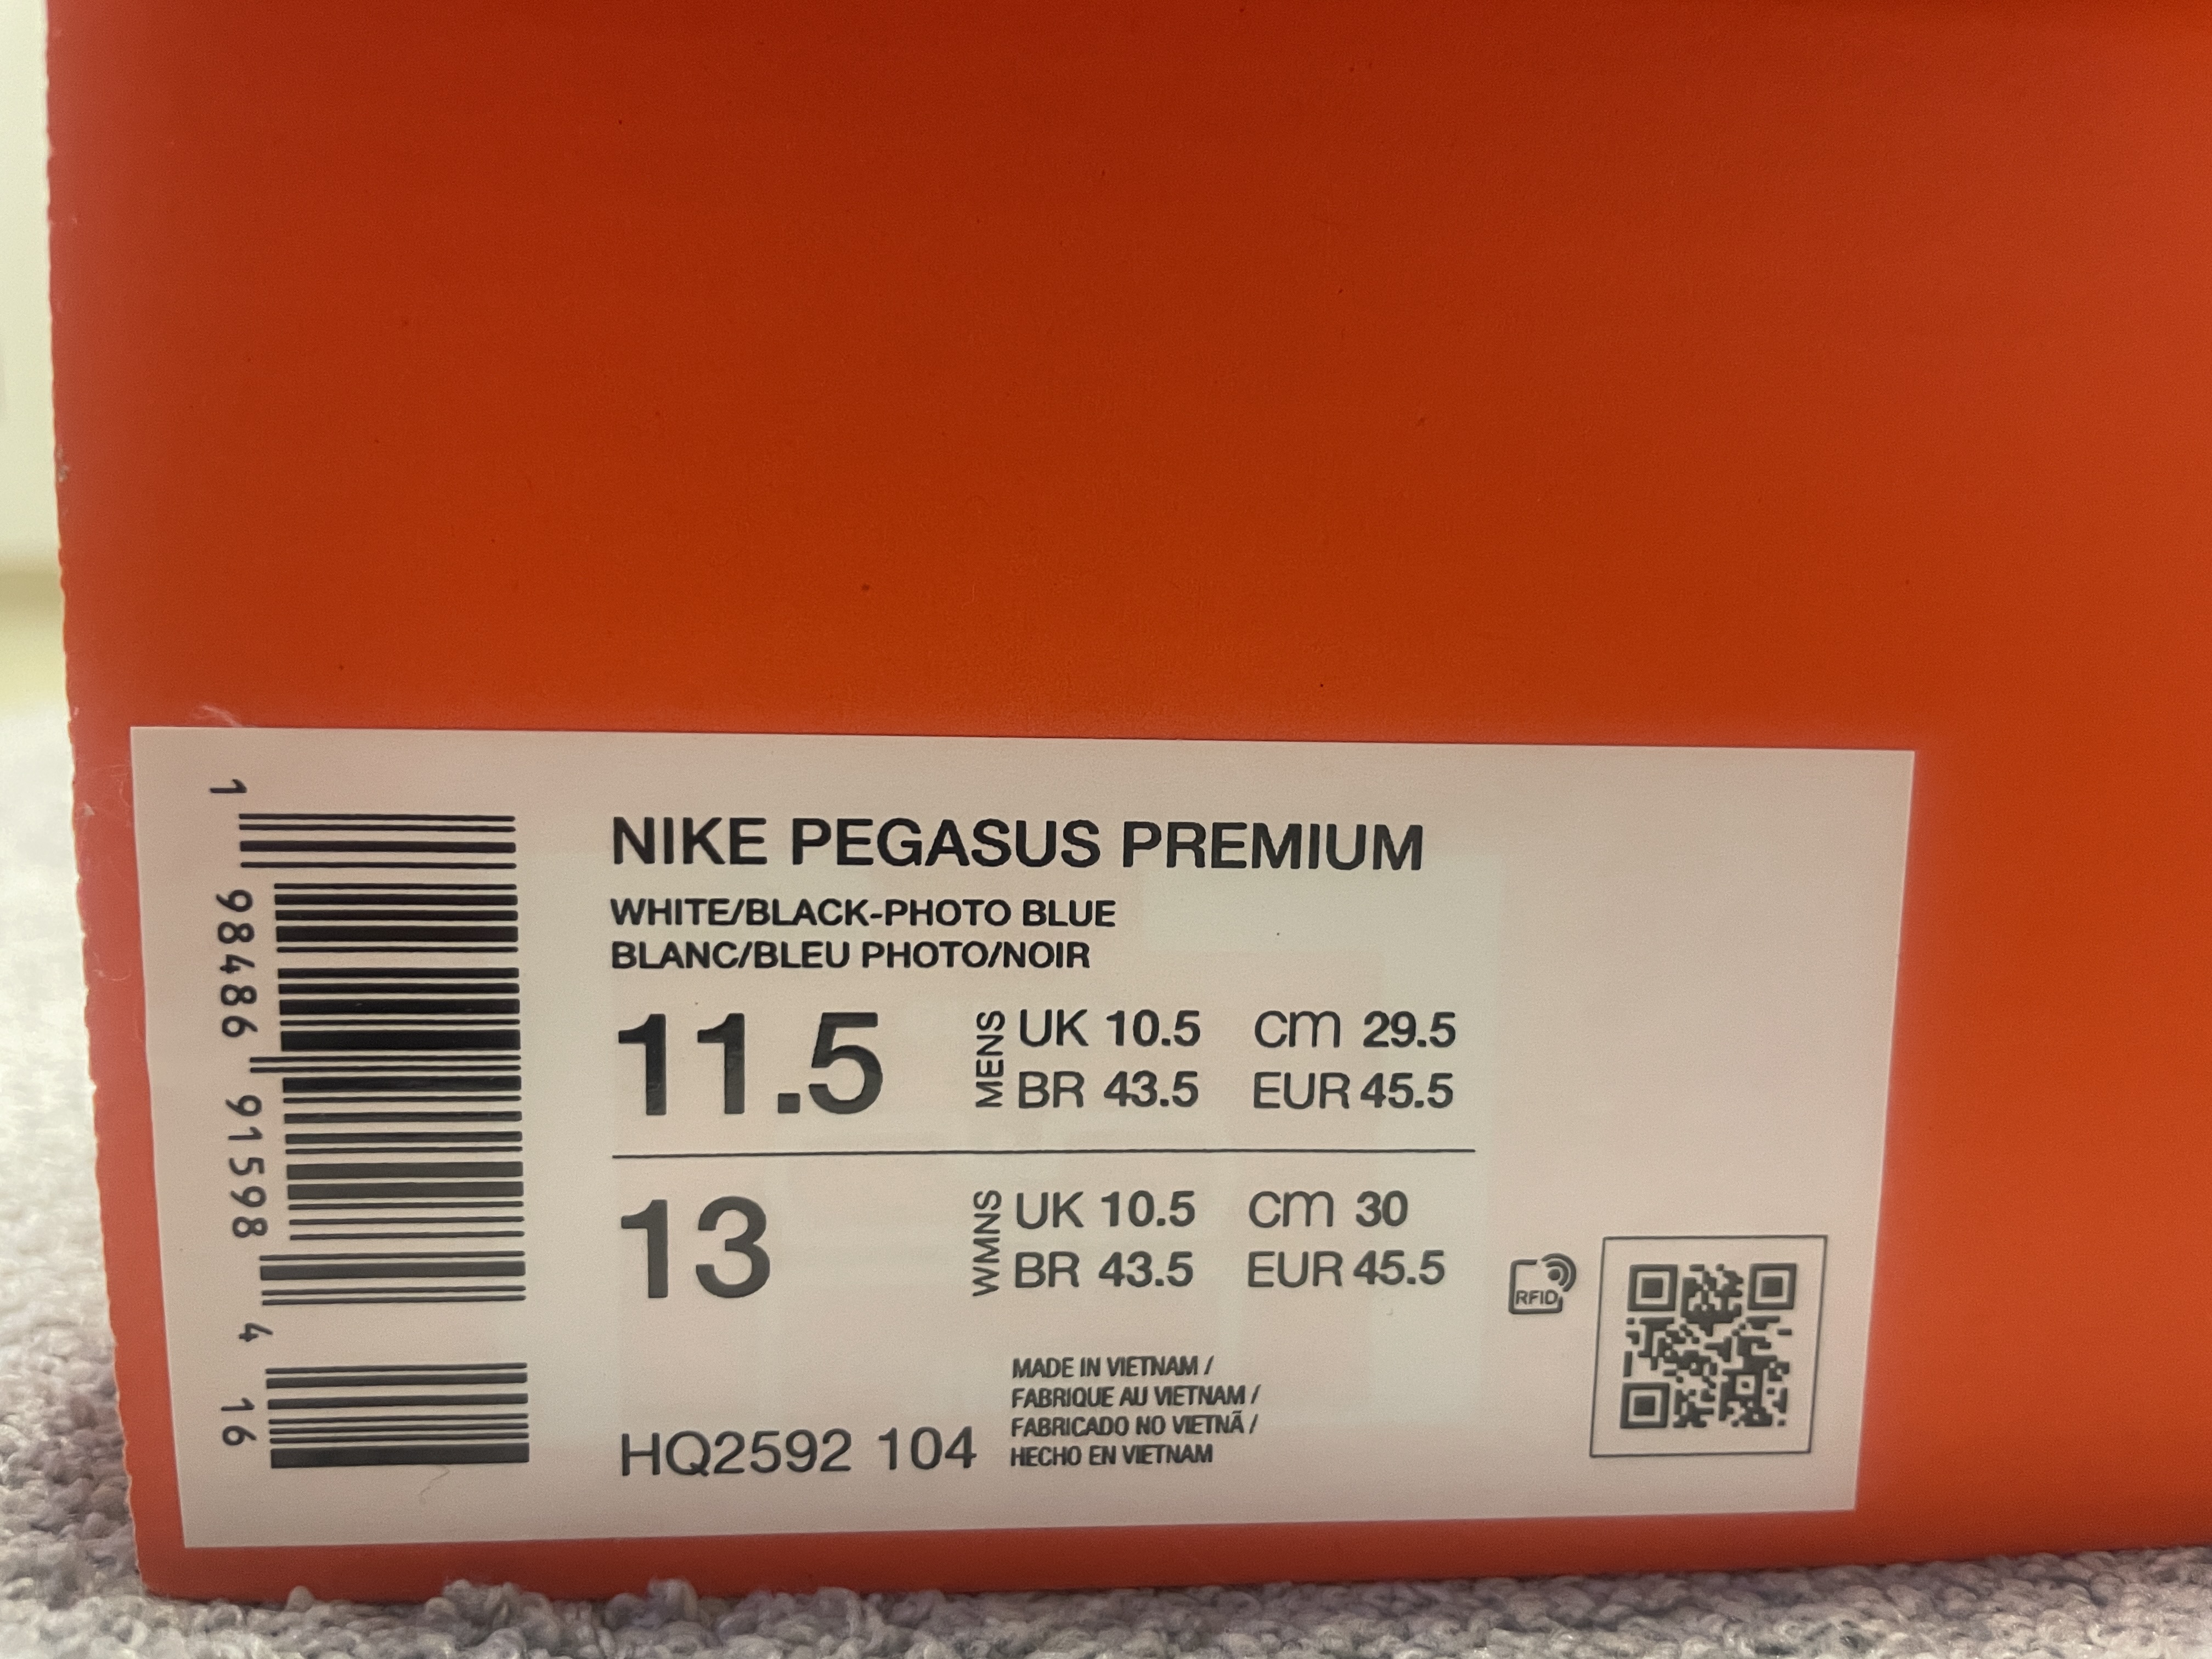 NIKE PEGASUS PREMIUM
WHITE/BLACK-PHOTO BLUE
BLANC/BLEU PHOTO/NOIR
11.5 MENS UK 10.5 cm 29.5
BR 43.5 EUR 45.5
13 WMNS UK 10.5 cm 30
BR 43.5 EUR 45.5
RFID
MADE IN VIETNAM /
FABRIQUE AU VIETNAM /
FABRICADO NO VIETNÃ /
HECHO EN VIETNAM
HQ2592 104
1 98486 91598 4 16